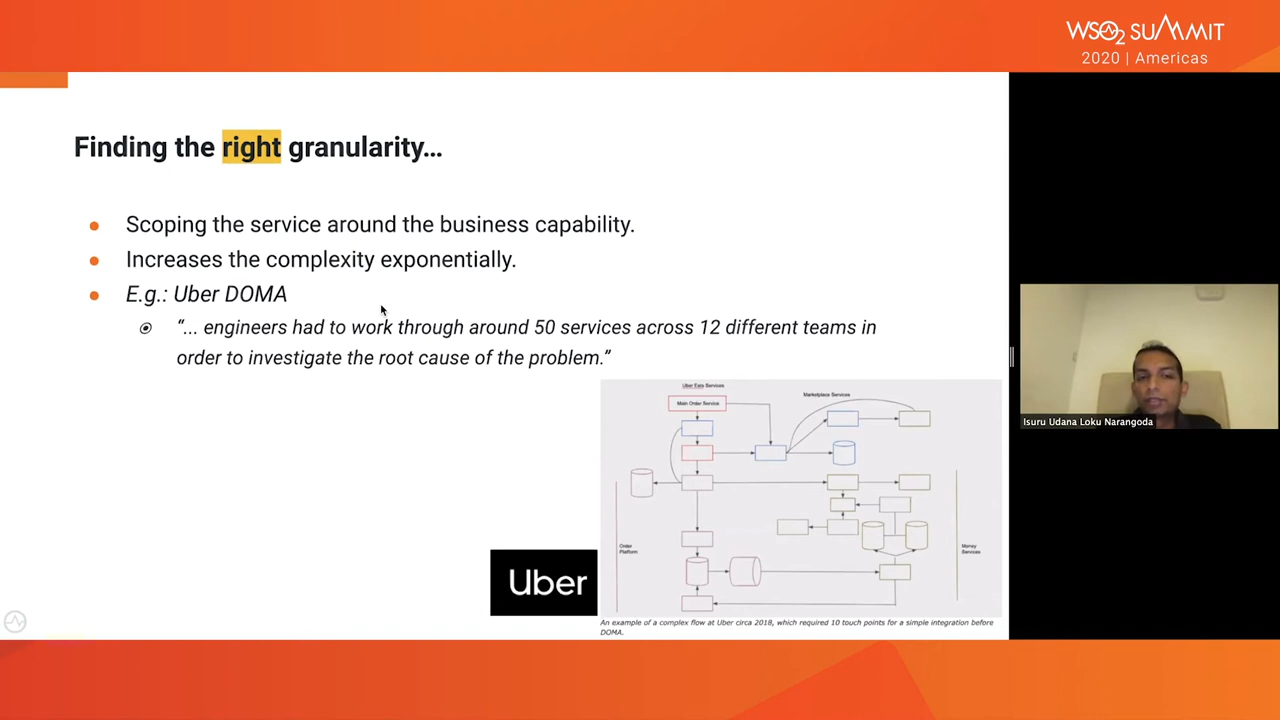 WSO2 SUMMIT
2020 | Americas
Finding the right granularity...
Scoping the service around the business capability.
Increases the complexity exponentially.
E.g.: Uber DOMA
“... engineers had to work through around 50 services across 12 different teams in
order to investigate the root cause of the problem.”
Uber Eats Services
Main Order Service
Marketplace Services
Order
Platform
Money
Services
Uber
An example of a complex flow at Uber circa 2018, which required 10 touch points for a simple integration before
DOMA.
Isuru Udana Loku Narangoda